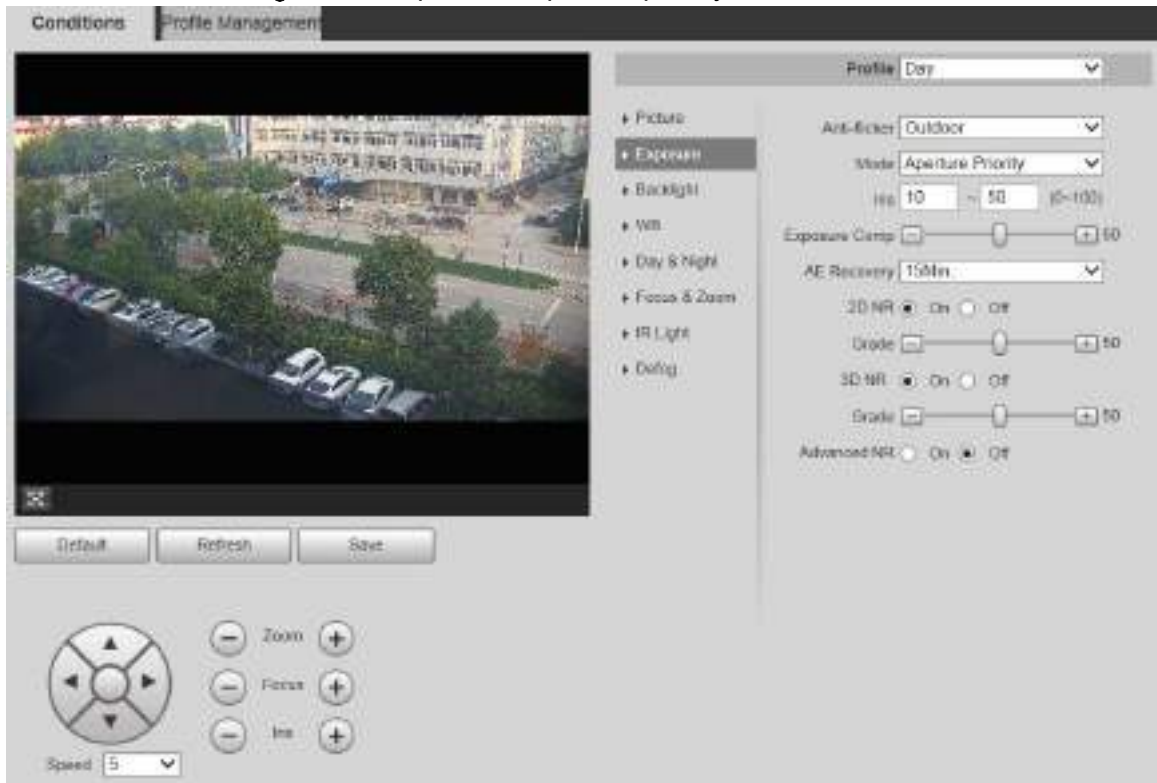 Conditions
Profile Management
Profile Day
Picture
Exposure
Backlight
WB
Day & Night
Focus & Zoom
IR Light
Defog
Anti-flicker Outdoor
Mode Aperture Priority
Iris 10 ~ 50 (0~100)
Exposure Comp 50
AE Recovery 15Min.
2D NR On Off
Grade 50
3D NR On Off
Grade 50
Advanced NR On Off
Default
Refresh
Save
Zoom
Focus
Iris
Speed 5